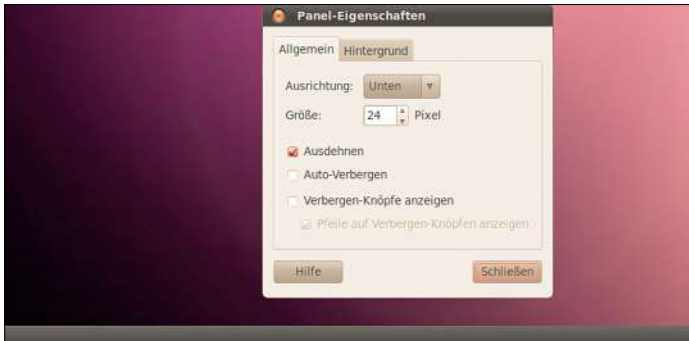 Panel-Eigenschaften
Allgemein Hintergrund
Ausrichtung: Unten
Größe: 24 Pixel
Ausdehnen
Auto-Verbergen
Verbergen-Knöpfe anzeigen
Pfeile auf Verbergen-Knöpfen anzeigen
Hilfe Schließen